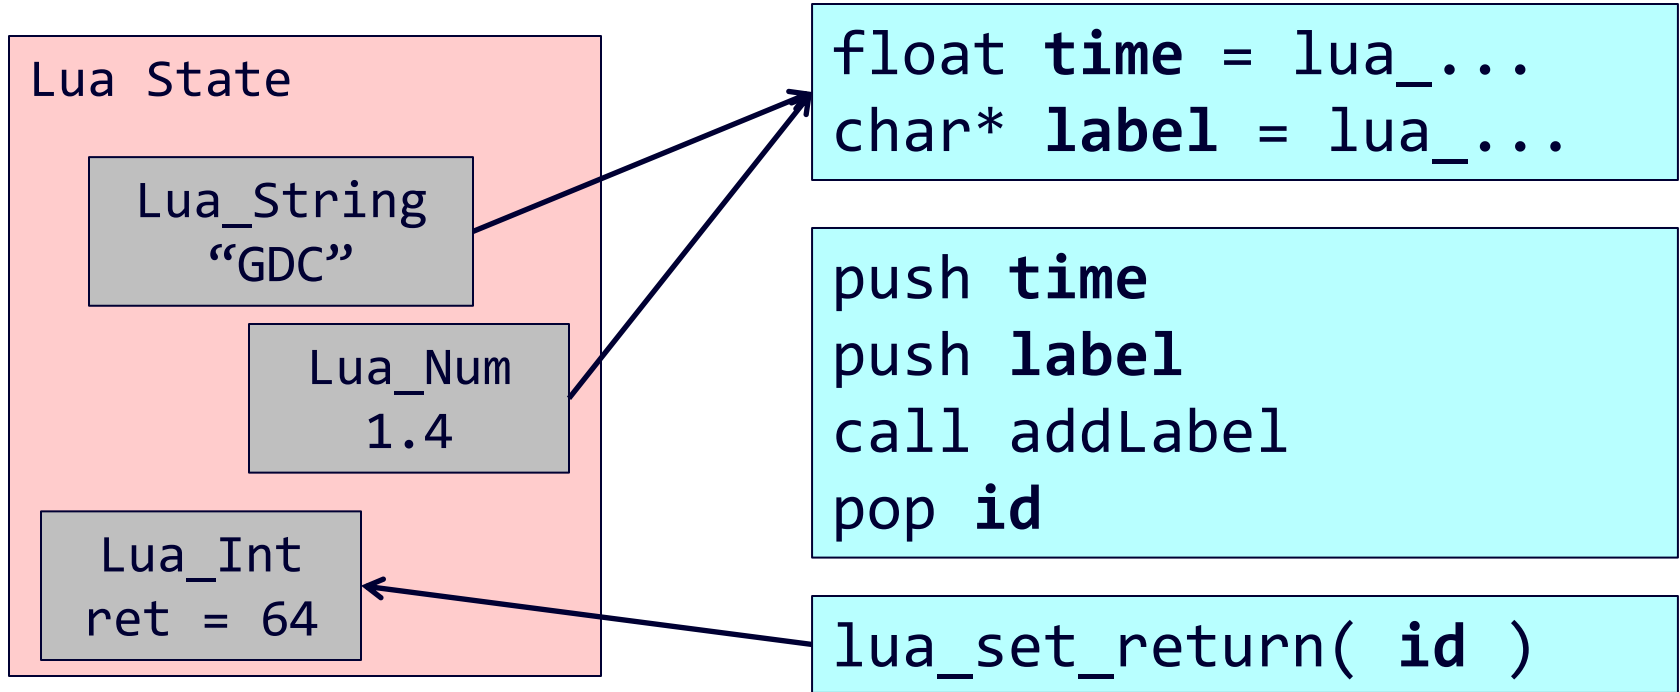 Lua State
Lua_String
“GDC”
Lua_Num
1.4
Lua_Int
ret = 64
float time = lua_...
char* label = lua_...
push time
push label
call addLabel
pop id
lua_set_return( id )